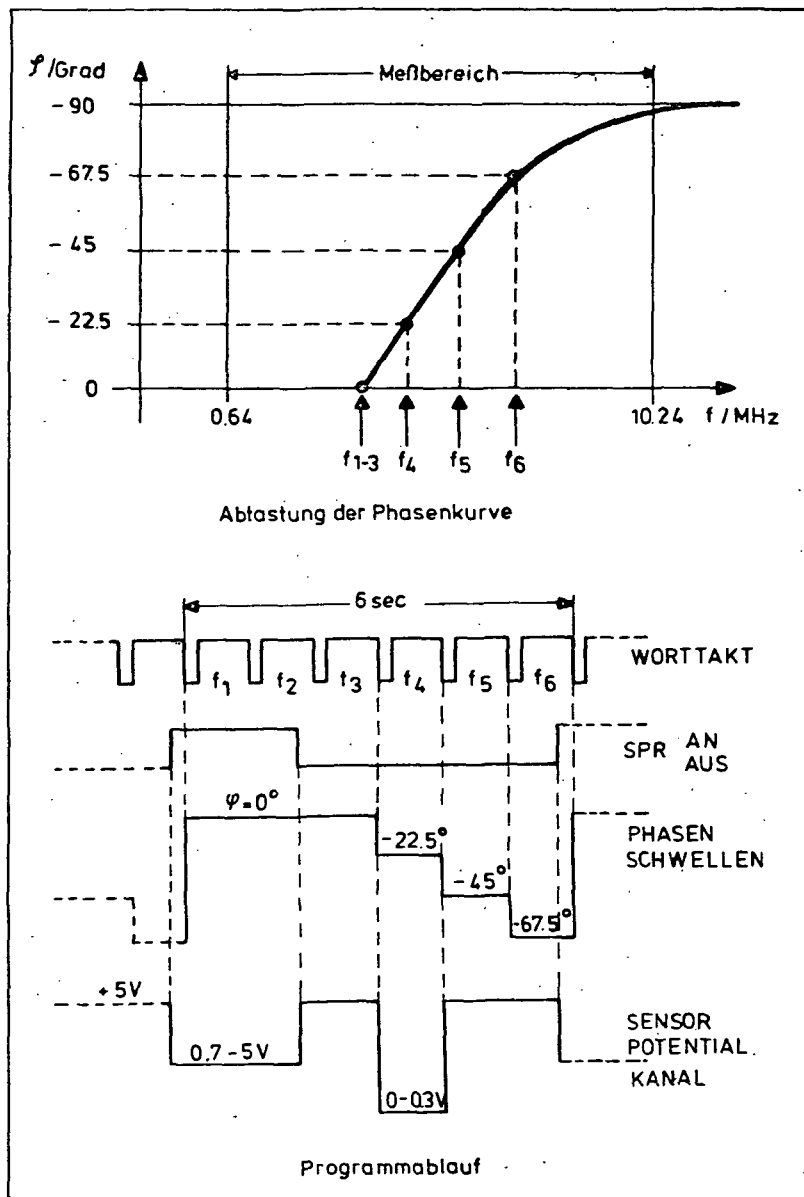 φ/Grad
Meßbereich
- 90
- 67.5
- 45
- 22.5
0
0.64
10.24 f / MHz
f1-3 f4 f5 f6
Abtastung der Phasenkurve
6 sec
WORTTAKT
f1 f2 f3 f4 f5 f6
SPR AN
AUS
φ=0°
-22.5°
-45°
-67.5°
PHASEN
SCHWELLEN
+5V
0.7-5V
0-0.3V
SENSOR
POTENTIAL
KANAL
Programmablauf